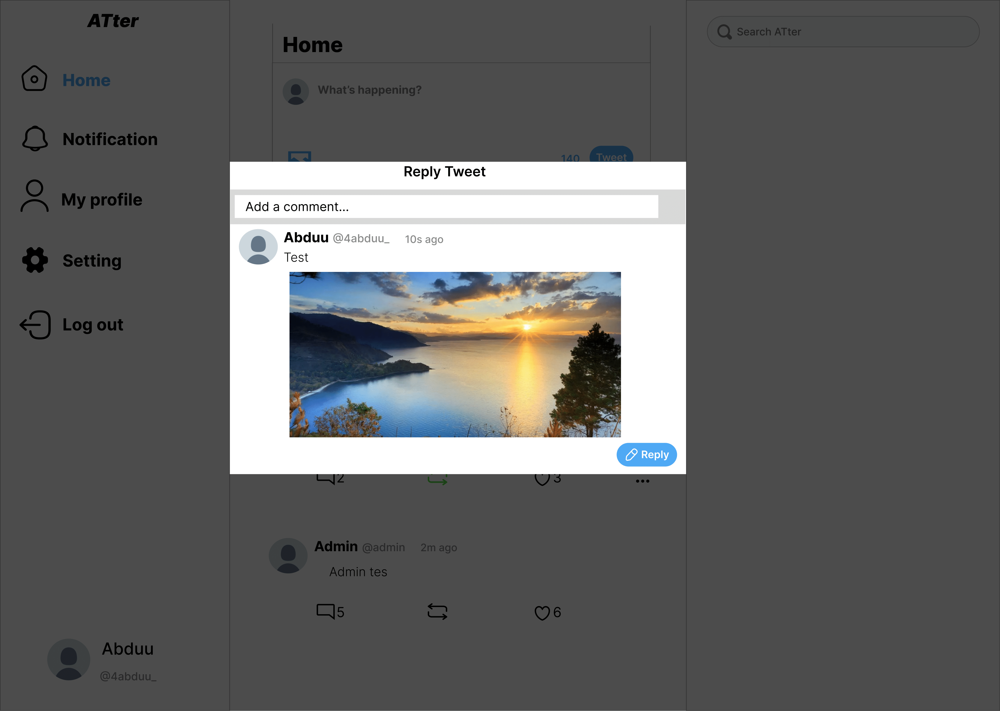 ATter
Home
Notification
My profile
Setting
Log out
Abduu
@4abduu_
Home
What's happening?
140 Tweet
Reply Tweet
Add a comment...
Abduu @4abduu_ 10s ago
Test
Reply
2 3
Admin @admin 2m ago
Admin tes
5 6
Search ATter